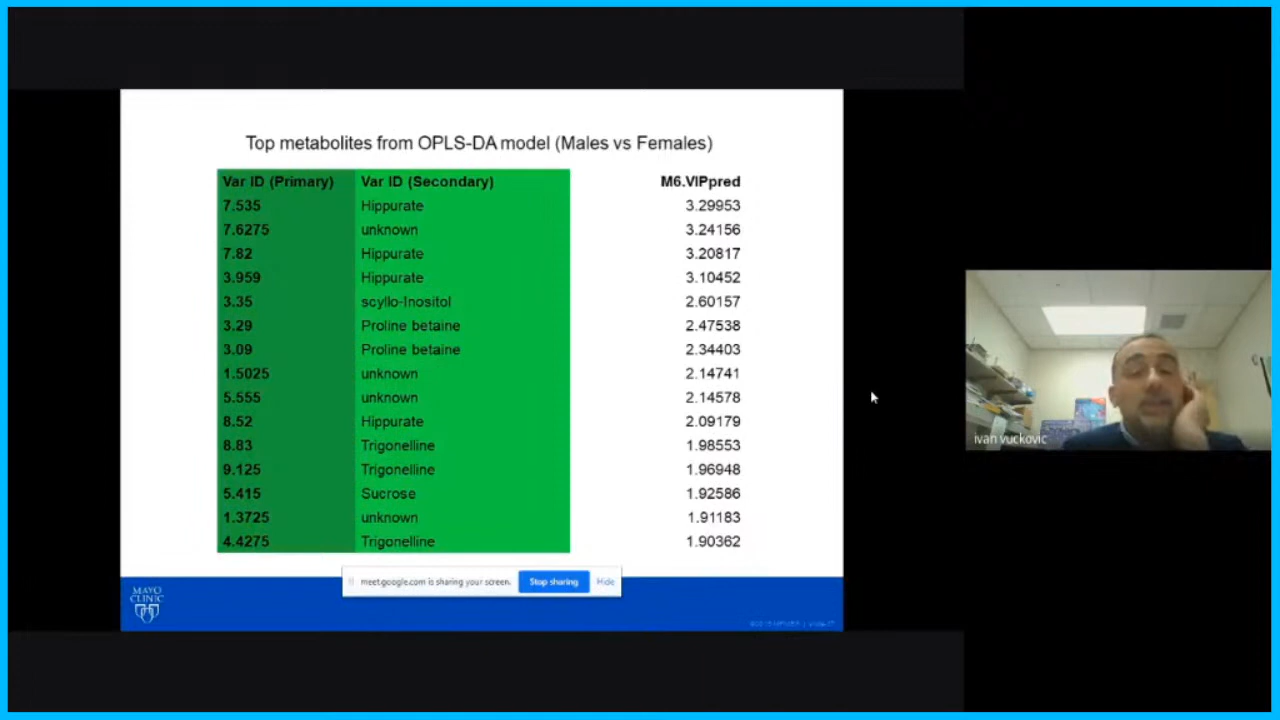 Top metabolites from OPLS-DA model (Males vs Females)
Var ID (Primary) Var ID (Secondary) M6.VIPpred
7.535 Hippurate 3.29953
7.6275 unknown 3.24156
7.82 Hippurate 3.20817
3.959 Hippurate 3.10452
3.35 scyllo-Inositol 2.60157
3.29 Proline betaine 2.47538
3.09 Proline betaine 2.34403
1.5025 unknown 2.14741
5.555 unknown 2.14578
8.52 Hippurate 2.09179
8.83 Trigonelline 1.98553
9.125 Trigonelline 1.96948
5.415 Sucrose 1.92586
1.3725 unknown 1.91183
4.4275 Trigonelline 1.90362
meet.google.com is sharing your screen. Stop sharing Hide
MAYO
CLINIC
ivan vuckovic